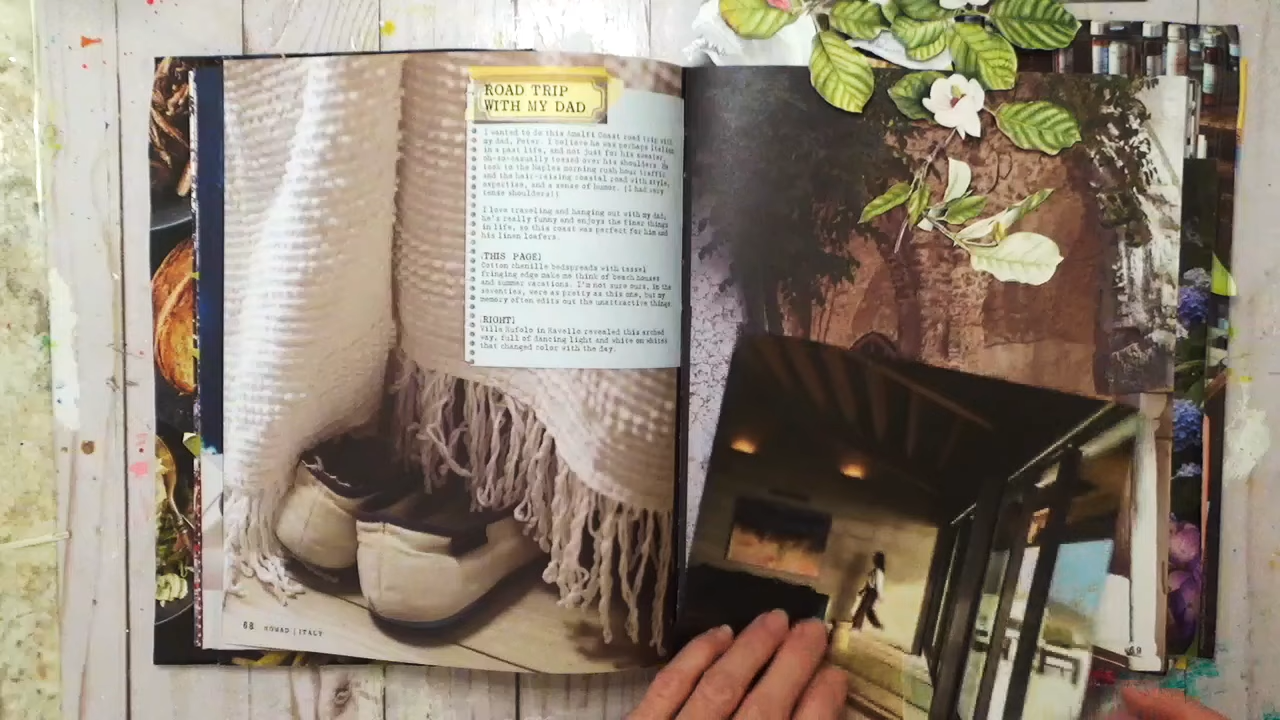 ROAD TRIP
WITH MY DAD
I wanted to do this Amalfi Coast road trip with
my dad, Peter. I believe he was perhaps Italian
in a past life, and not just for his sweater,
oh-so-casually tossed over his shoulders. He
took in the Naples morning rush hour traffic
and the hair-raising coastal road with style,
expertise, and a sense of humor. (I had very
tense shoulders!)
I love traveling and hanging out with my dad,
he's really funny and enjoys the finer things
in life, so this coast was perfect for him and
his linen loafers.
[THIS PAGE]
Cotton chenille bedspreads with tassel
fringing edge make me think of beach houses
and summer vacations. I'm not sure ours, in the
seventies, were as pretty as this one, but my
memory often edits out the unattractive things.
[RIGHT]
Villa Rufolo in Ravello revealed this arched
way, full of dancing light and white on whites
that changed color with the day.
68 NOMAD | ITALY
69